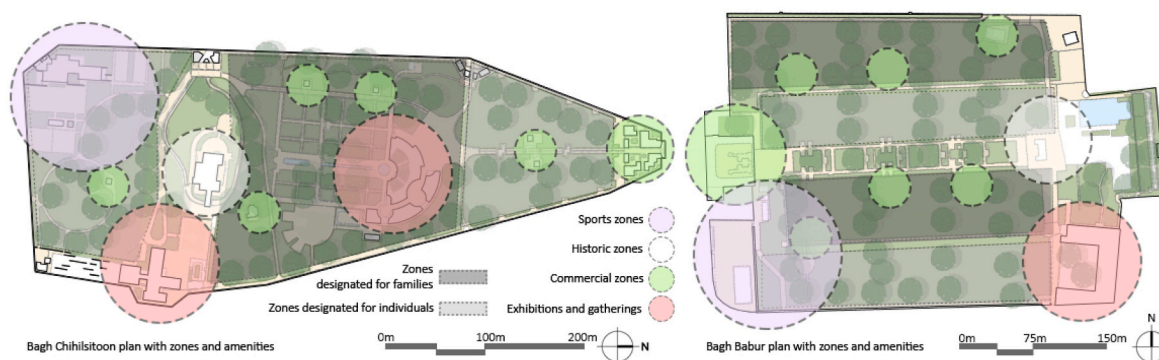 Sports zones
Historic zones
Zones
designated for families
Commercial zones
Zones designated for individuals
Exhibitions and gatherings
Bagh Chihilsitoon plan with zones and amenities
0m 100m 200m
N
Bagh Babur plan with zones and amenities
0m 75m 150m
N